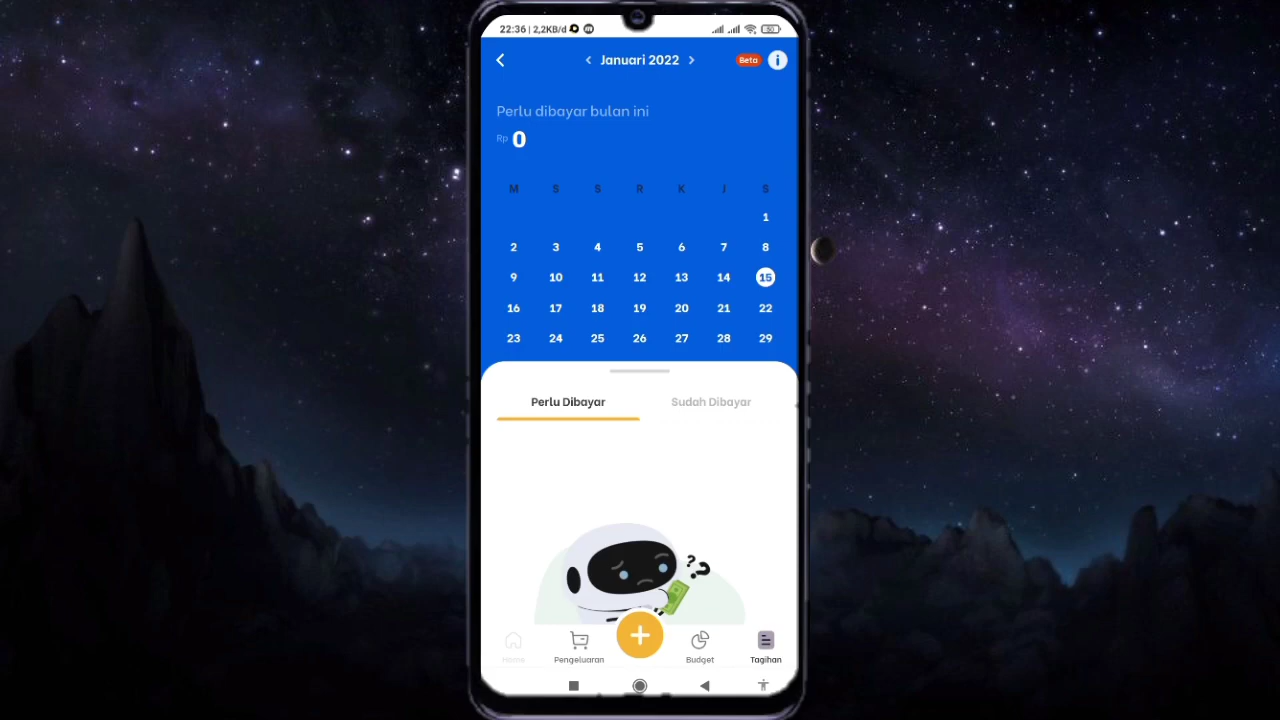 22:36 | 2,2KB/d
Januari 2022
Beta
Perlu dibayar bulan ini
Rp 0
M S S R K J S
1
2 3 4 5 6 7 8
9 10 11 12 13 14 15
16 17 18 19 20 21 22
23 24 25 26 27 28 29
Perlu Dibayar Sudah Dibayar
??
Home Pengeluaran + Budget Tagihan